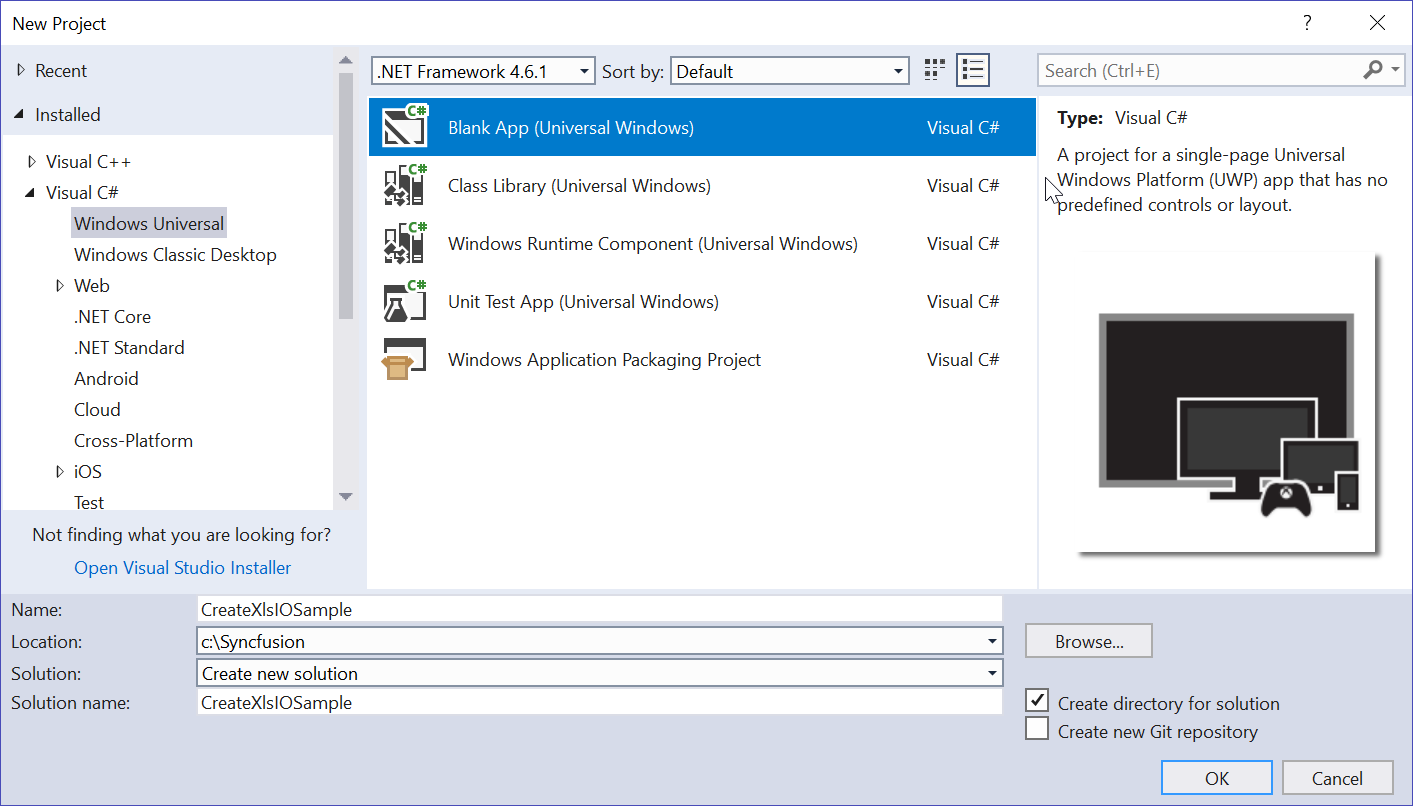 New Project
?
Recent
Installed
Visual C++
Visual C#
Windows Universal
Windows Classic Desktop
Web
.NET Core
.NET Standard
Android
Cloud
Cross-Platform
iOS
Test
Not finding what you are looking for?
Open Visual Studio Installer
.NET Framework 4.6.1
Sort by: Default
Search (Ctrl+E)
C# Blank App (Universal Windows) Visual C#
C# Class Library (Universal Windows) Visual C#
C# Windows Runtime Component (Universal Windows) Visual C#
C# Unit Test App (Universal Windows) Visual C#
Windows Application Packaging Project Visual C#
Type: Visual C#
A project for a single-page Universal
Windows Platform (UWP) app that has no
predefined controls or layout.
Name: CreateXlsIOSample
Location: c:\Syncfusion
Browse...
Solution: Create new solution
Solution name: CreateXlsIOSample
Create directory for solution
Create new Git repository
OK
Cancel